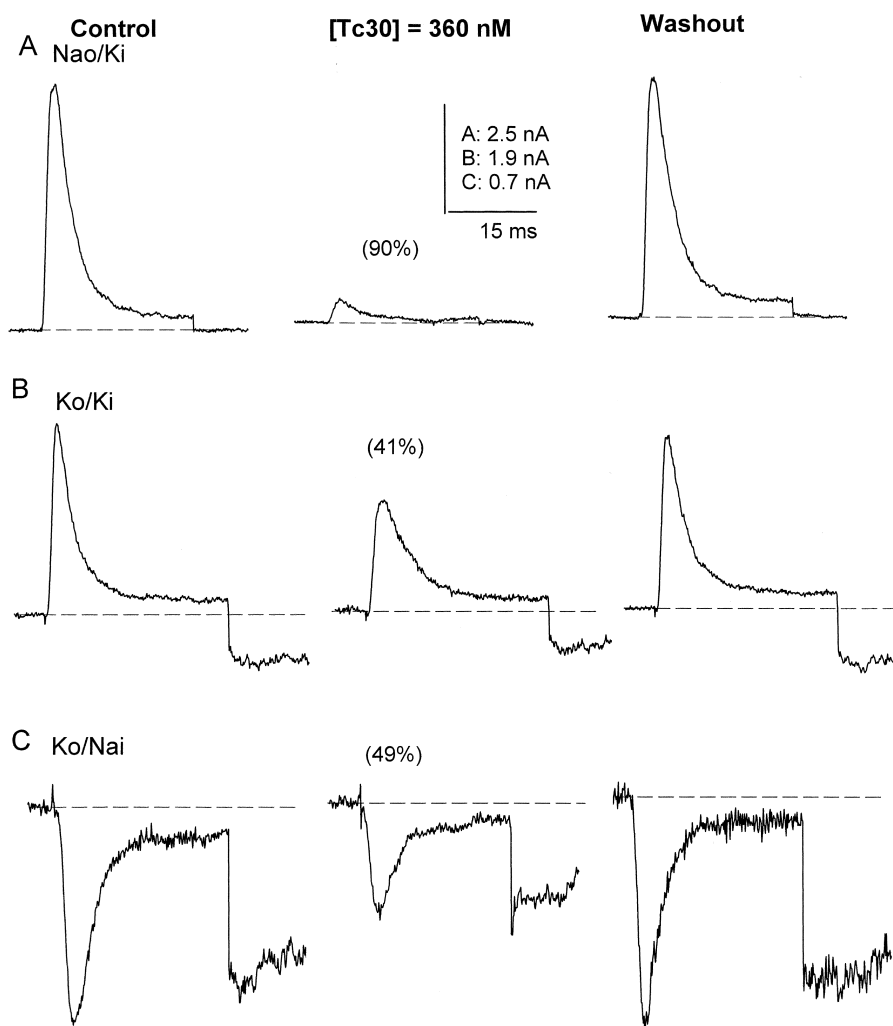 Control
[Tc30] = 360 nM
Washout
A
Nao/Ki
A: 2.5 nA
B: 1.9 nA
C: 0.7 nA
15 ms
(90%)
B
Ko/Ki
(41%)
C
Ko/Nai
(49%)